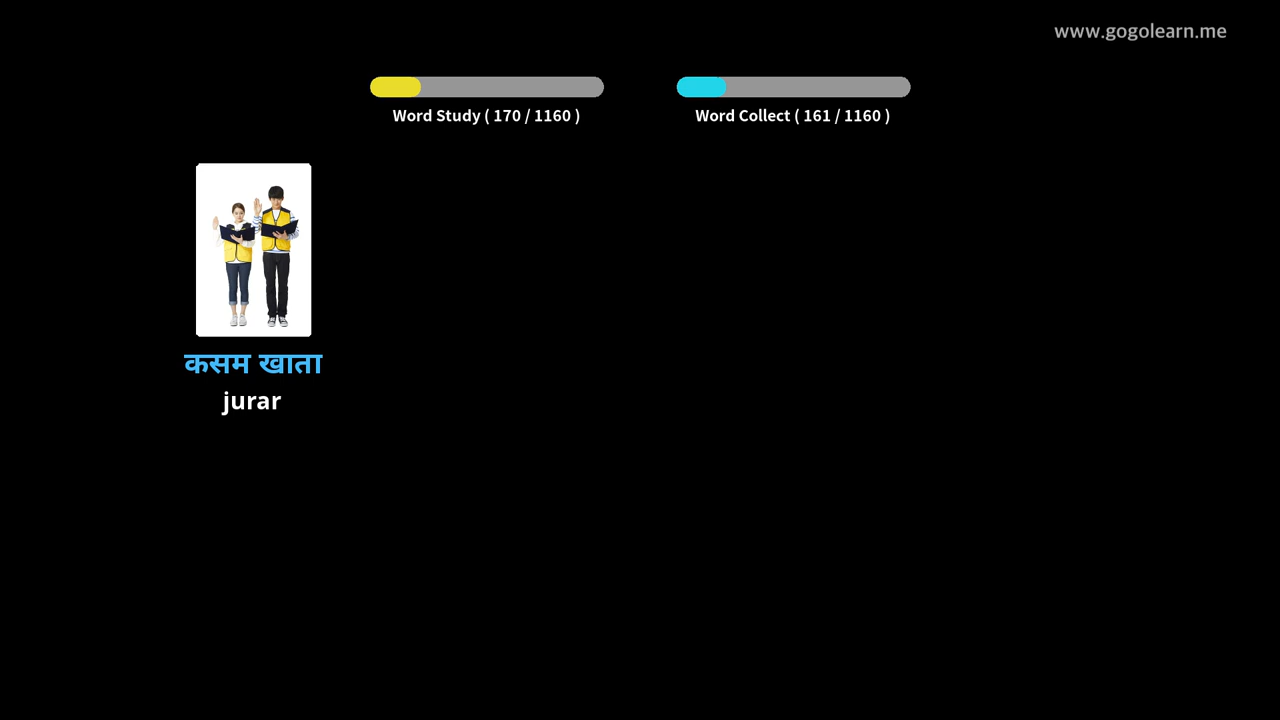 www.gogolearn.me
Word Study ( 170 / 1160 )
Word Collect ( 161 / 1160 )
कसम खाता
jurar